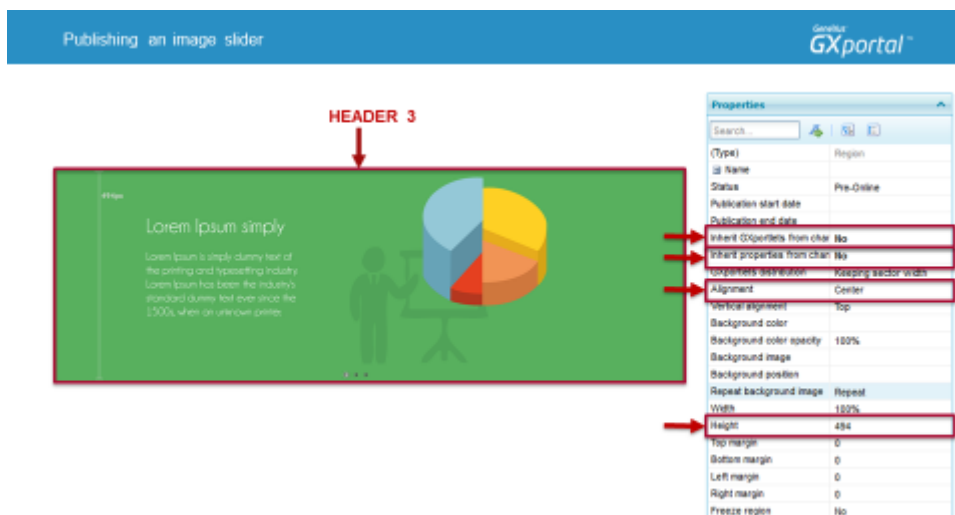 Publishing an image slider
GeneXus
GXportal™
HEADER 3
Lorem Ipsum simply
Lorem Ipsum is simply dummy text of
the printing and typesetting industry
Lorem Ipsum has been the industry's
standard dummy text ever since the
1500s, when an unknown printer
Properties
Search...
(Type) Region
Name
Status Pre-Online
Publication start date
Publication end date
Inherit GXportlets from chan No
Inherit properties from chan No
GXportlets distribution Keeping sector width
Alignment Center
Vertical alignment Top
Background color
Background color opacity 100%
Background image
Background position
Repeat background image Repeat
Width 100%
Height 494
Top margin 0
Bottom margin 0
Left margin 0
Right margin 0
Freeze region No